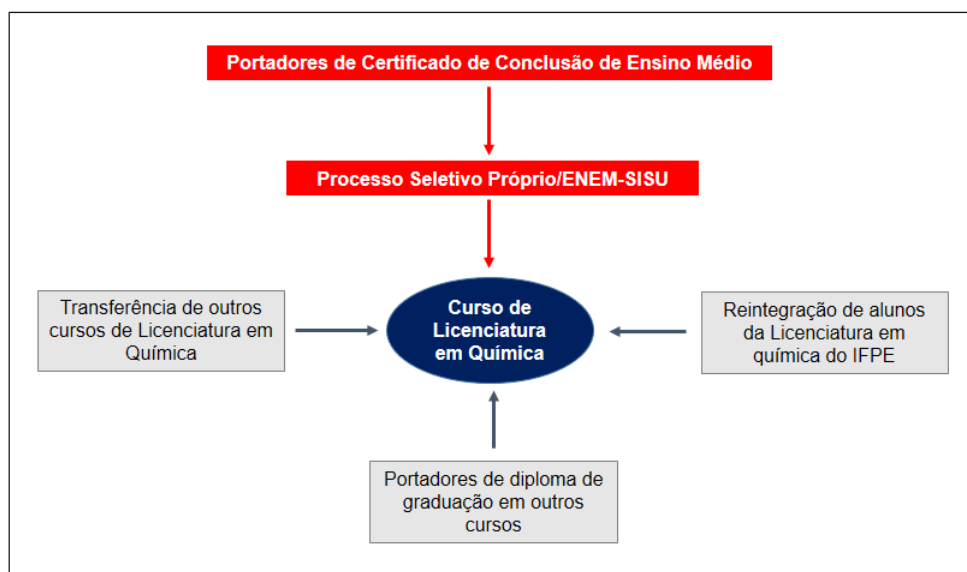 Portadores de Certificado de Conclusão de Ensino Médio
Processo Seletivo Próprio/ENEM-SISU
Transferência de outros
cursos de Licenciatura em
Química
Curso de
Licenciatura
em Química
Reintegração de alunos
da Licenciatura em
química do IFPE
Portadores de diploma de
graduação em outros
cursos